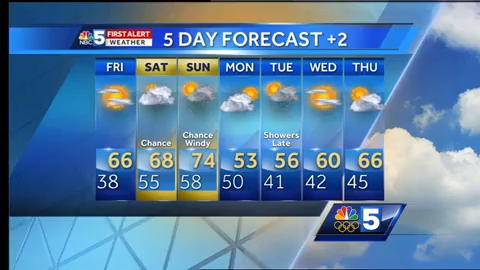 NBC 5 FIRST ALERT WEATHER 5 DAY FORECAST +2
FRI SAT SUN MON TUE WED THU
Chance Chance Windy Showers Late
66 68 74 53 56 60 66
38 55 58 50 41 42 45
NBC 5